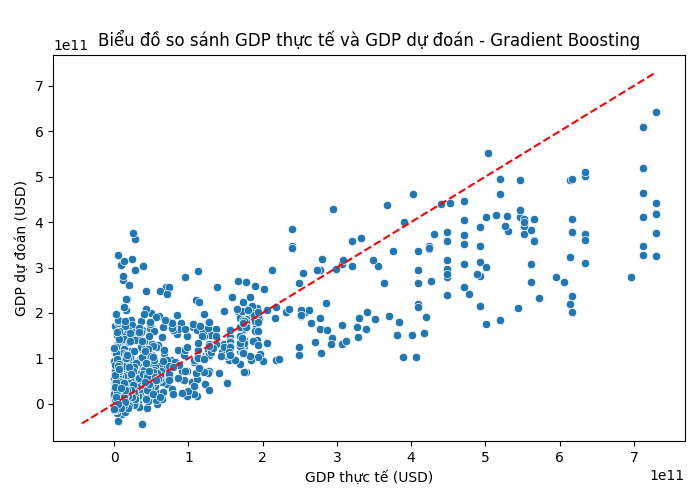 Biểu đồ so sánh GDP thực tế và GDP dự đoán - Gradient Boosting
1e11
7
6
5
4
3
2
1
0
GDP dự đoán (USD)
0 1 2 3 4 5 6 7
1e11
GDP thực tế (USD)